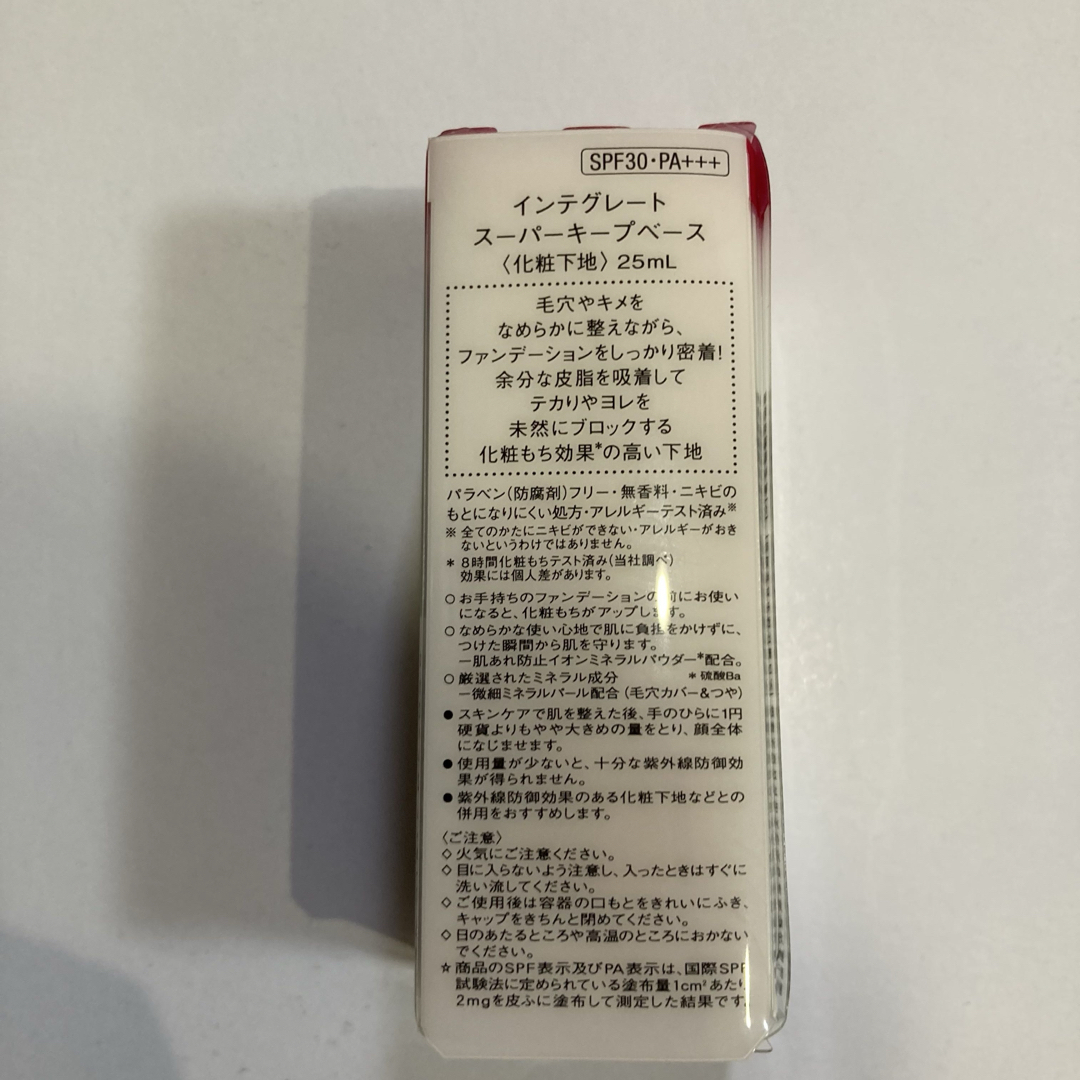 SPF30・PA+++
インテグレート
スーパーキープベース
〈化粧下地〉25mL
毛穴やキメを
なめらかに整えながら、
ファンデーションをしっかり密着!
余分な皮脂を吸着して
テカりやヨレを
未然にブロックする
化粧もち効果*の高い下地
パラベン(防腐剤)フリー・無香料・ニキビの
もとになりにくい処方・アレルギーテスト済み※
※ 全てのかたにニキビができない・アレルギーがおき
ないというわけではありません。
* 8時間化粧もちテスト済み(当社調べ)
効果には個人差があります。
○ お手持ちのファンデーションの前にお使い
になると、化粧もちがアップします。
○ なめらかな使い心地で肌に負担をかけずに、
つけた瞬間から肌を守ります。
ー肌あれ防止イオンミネラルパウダー*配合。
○ 厳選されたミネラル成分 * 硫酸Ba
ー微細ミネラルパール配合(毛穴カバー&つや)
● スキンケアで肌を整えた後、手のひらに1円
硬貨よりもやや大きめの量をとり、顔全体
になじませます。
● 使用量が少ないと、十分な紫外線防御効
果が得られません。
● 紫外線防御効果のある化粧下地などとの
併用をおすすめします。
〈ご注意〉
◇ 火気にご注意ください。
◇ 目に入らないよう注意し、入ったときはすぐに
洗い流してください。
◇ ご使用後は容器の口もとをきれいにふき、
キャップをきちんと閉めてください。
◇ 日のあたるところや高温のところにおかない
でください。
☆ 商品のSPF表示及びPA表示は、国際SPF
試験法に定められている塗布量1cm²あたり
2mgを皮ふに塗布して測定した結果です。